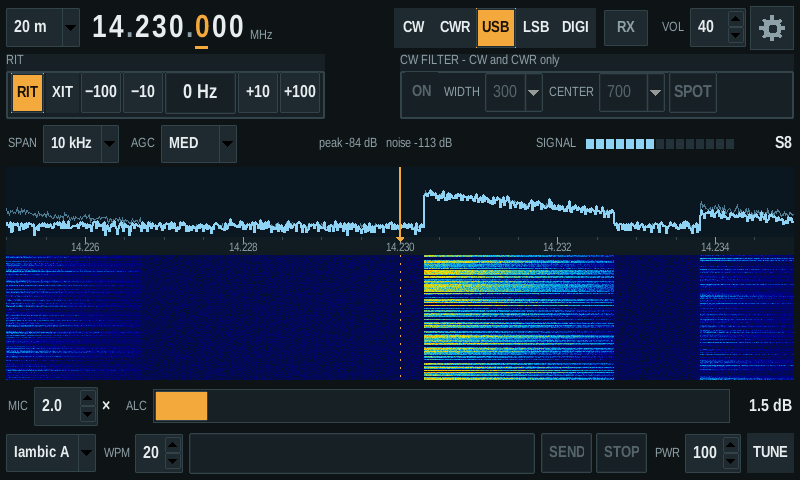 20 m 14.230.000 MHz CW CWR USB LSB DIGI RX VOL 40
RIT CW FILTER - CW and CWR only
RIT XIT −100 −10 0 Hz +10 +100 ON WIDTH 300 CENTER 700 SPOT
SPAN 10 kHz AGC MED peak -84 dB noise -113 dB SIGNAL S8
14.226 14.228 14.230 14.232 14.234
MIC 2.0 × ALC 1.5 dB
Iambic A WPM 20 SEND STOP PWR 100 TUNE